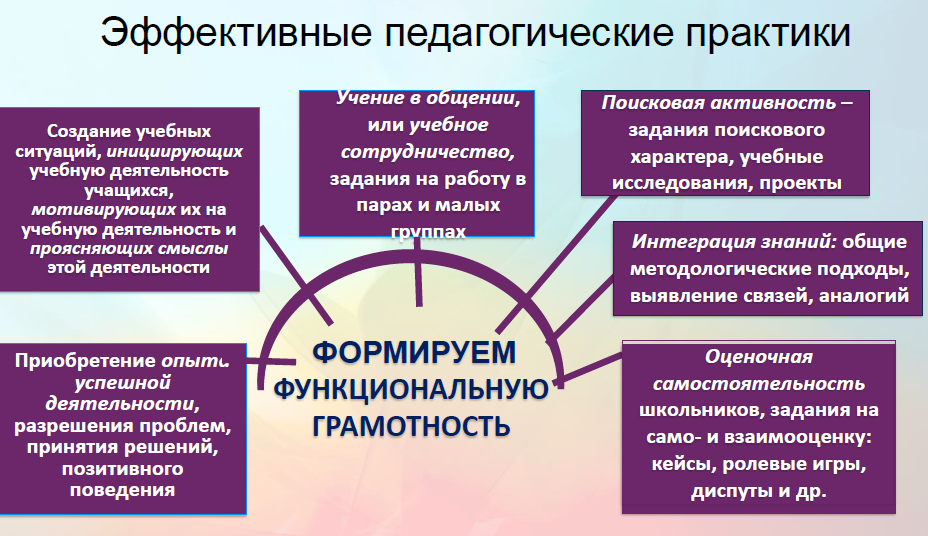 Эффективные педагогические практики
Создание учебных
ситуаций, инициирующих
учебную деятельность
учащихся,
мотивирующих их на
учебную деятельность и
проясняющих смыслы
этой деятельности
Учение в общении,
или учебное
сотрудничество,
задания на работу в
парах и малых
группах
Поисковая активность –
задания поискового
характера, учебные
исследования, проекты
Интеграция знаний: общие
методологические подходы,
выявление связей, аналогий
Приобретение опыта
успешной
деятельности,
разрешения проблем,
принятия решений,
позитивного
поведения
ФОРМИРУЕМ
ФУНКЦИОНАЛЬНУЮ
ГРАМОТНОСТЬ
Оценочная
самостоятельность
школьников, задания на
само- и взаимооценку:
кейсы, ролевые игры,
диспуты и др.